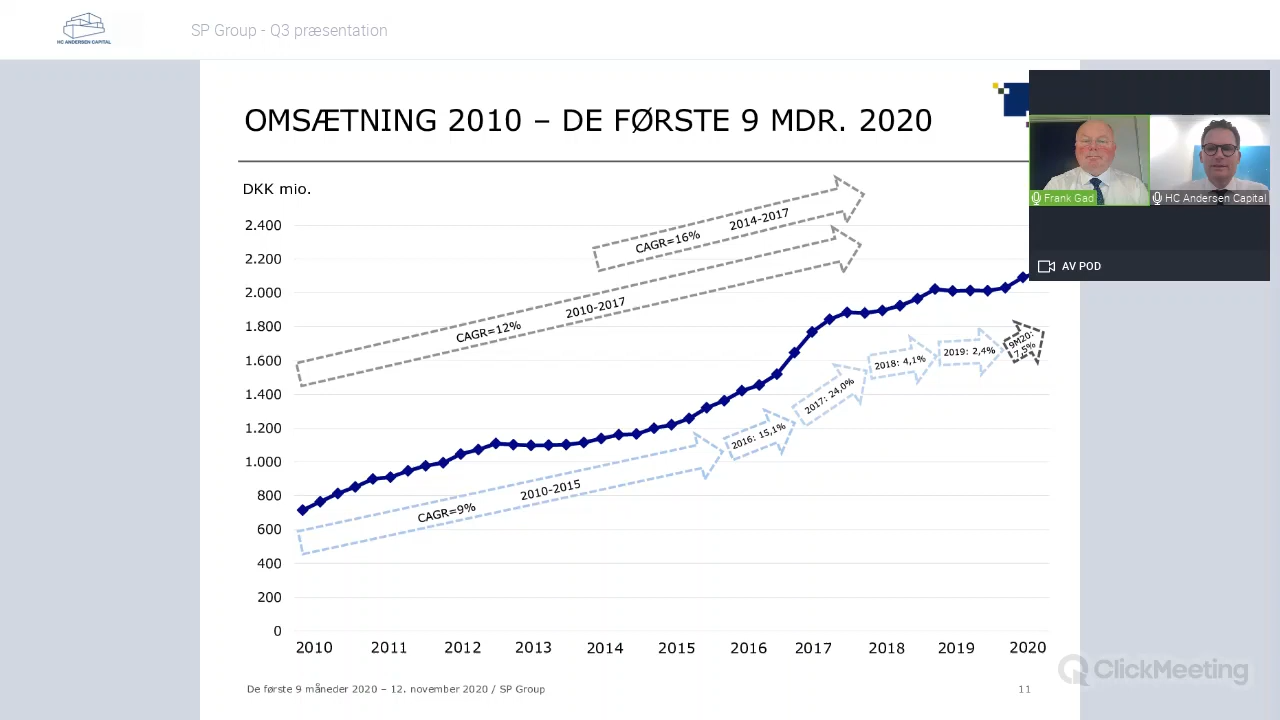 HC ANDERSEN CAPITAL
SP Group - Q3 præsentation
OMSÆTNING 2010 – DE FØRSTE 9 MDR. 2020
DKK mio.
2.400
2.200
2.000
1.800
1.600
1.400
1.200
1.000
800
600
400
200
0
CAGR=16% 2014-2017
CAGR=12% 2010-2017
CAGR=9% 2010-2015
2016: 15,1%
2017: 24,0%
2018: 4,1%
2019: 2,4%
9M20:
7,5%
2010 2011 2012 2013 2014 2015 2016 2017 2018 2019 2020
De første 9 måneder 2020 – 12. november 2020 / SP Group
11
Frank Gad
HC Andersen Capital
AV POD
ClickMeeting